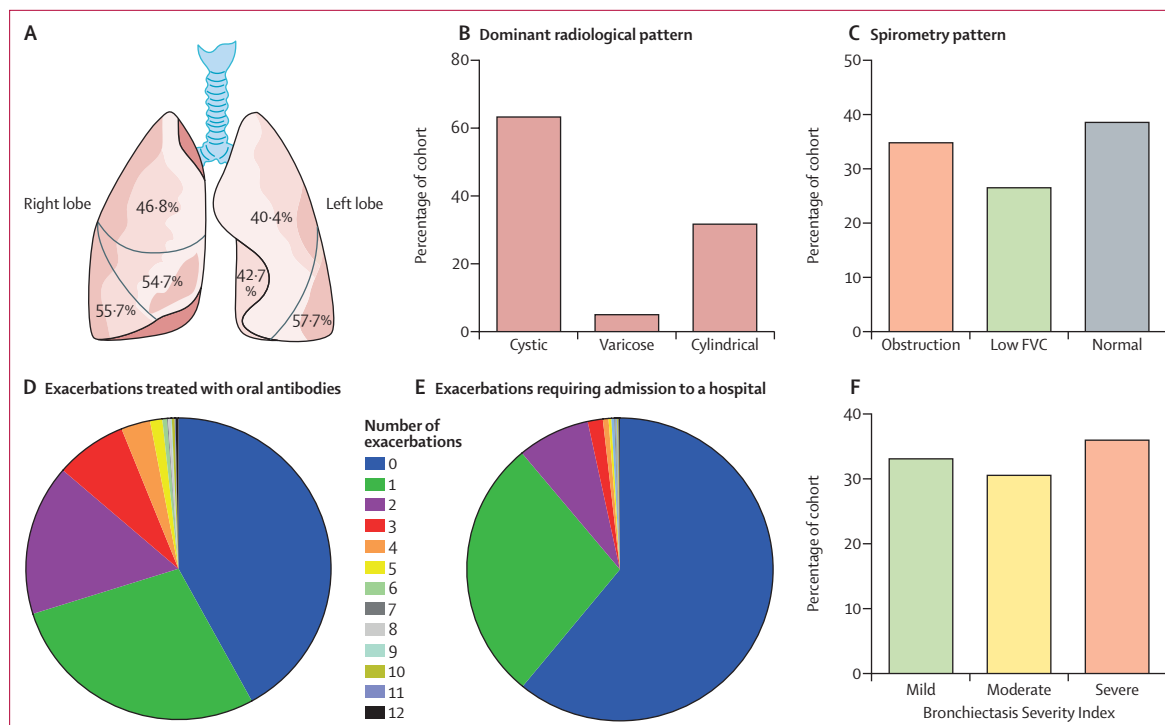 A
Right lobe
Left lobe
46·8%
40·4%
54·7%
42·7
%
55·7%
57·7%
B Dominant radiological pattern
Percentage of cohort
80
60
40
20
0
Cystic
Varicose
Cylindrical
C Spirometry pattern
Percentage of cohort
50
40
30
20
10
0
Obstruction
Low FVC
Normal
D Exacerbations treated with oral antibodies
Number of
exacerbations
0
1
2
3
4
5
6
7
8
9
10
11
12
E Exacerbations requiring admission to a hospital
F
Percentage of cohort
40
30
40
10
0
Mild
Moderate
Severe
Bronchiectasis Severity Index